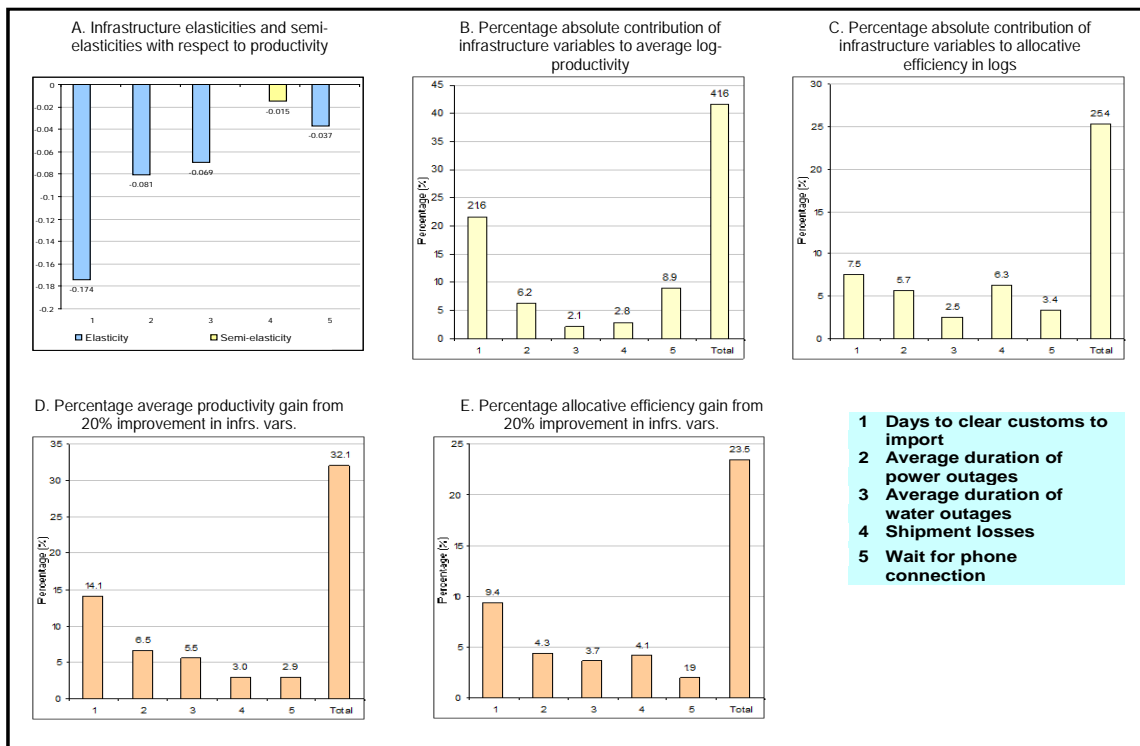 A. Infrastructure elasticities and semi-
elasticities with respect to productivity
0
-0.02
-0.04
-0.06
-0.08
-0.1
-0.12
-0.14
-0.16
-0.18
-0.2
-0.174
-0.081
-0.069
-0.015
-0.037
1 2 3 4 5
Elasticity Semi-elasticity
B. Percentage absolute contribution of
infrastructure variables to average log-
productivity
Percentage (%)
45
40
35
30
25
20
15
10
5
0
21.6
6.2
2.1
2.8
8.9
41.6
1 2 3 4 5 Total
C. Percentage absolute contribution of
infrastructure variables to allocative
efficiency in logs
Percentage (%)
30
25
20
15
10
5
0
7.5
5.7
2.5
6.3
3.4
25.4
1 2 3 4 5 Total
D. Percentage average productivity gain from
20% improvement in infrs. vars.
Percentage (%)
35
30
25
20
15
10
5
0
14.1
6.5
5.5
3.0
2.9
32.1
1 2 3 4 5 Total
E. Percentage allocative efficiency gain from
20% improvement in infrs. vars.
Percentage (%)
25
20
15
10
5
0
9.4
4.3
3.7
4.1
1.9
23.5
1 2 3 4 5 Total
1 Days to clear customs to
import
2 Average duration of
power outages
3 Average duration of
water outages
4 Shipment losses
5 Wait for phone
connection